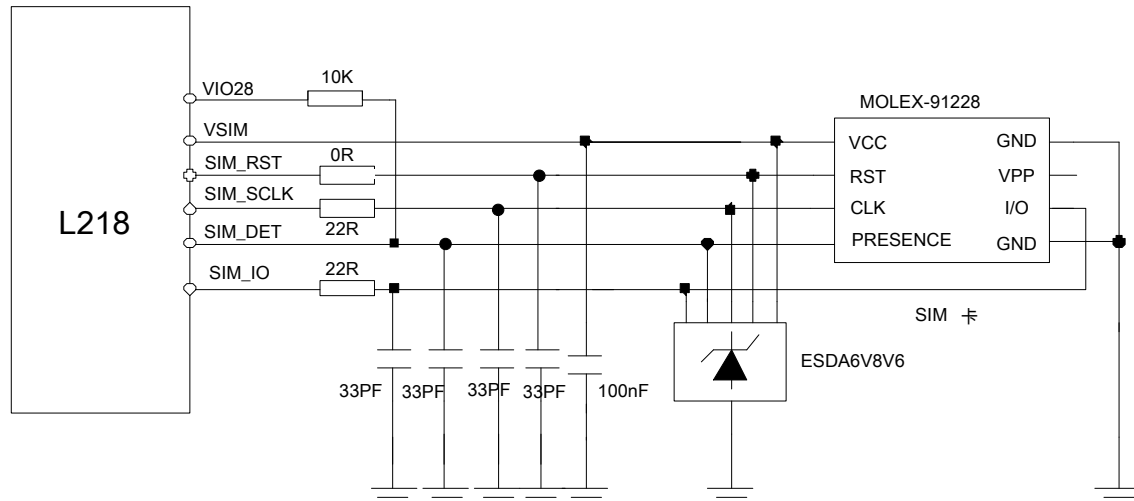 10K
VIO28
MOLEX-91228
VSIM
VCC GND
0R
SIM_RST
RST VPP
SIM_SCLK
CLK I/O
L218
22R
SIM_DET
PRESENCE GND
22R
SIM_IO
SIM 卡
ESDA6V8V6
33PF 33PF 33PF 33PF 100nF